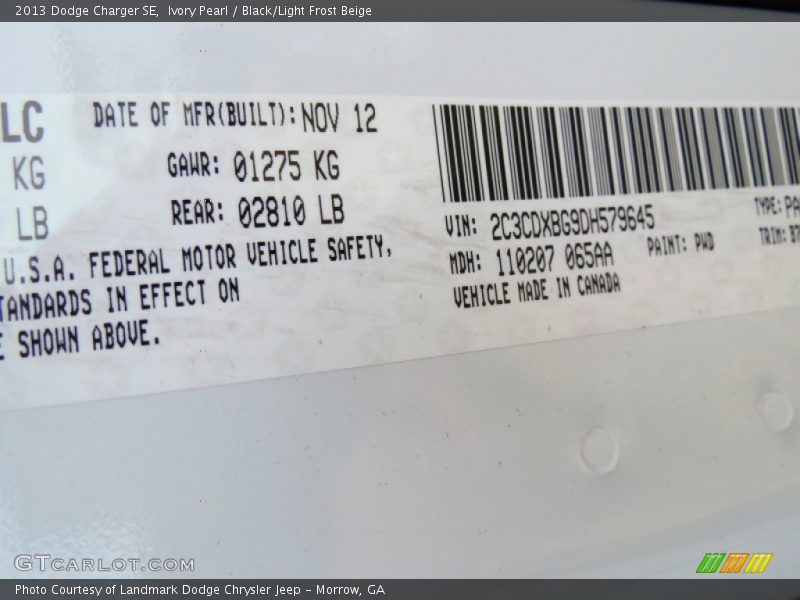 2013 Dodge Charger SE, Ivory Pearl / Black/Light Frost Beige
LC
KG
LB
DATE OF MFR(BUILT): NOV 12
GAWR: 01275 KG
REAR: 02810 LB
U.S.A. FEDERAL MOTOR VEHICLE SAFETY,
TANDARDS IN EFFECT ON
E SHOWN ABOVE.
VIN: 2C3CDXBG9DH579645
TYPE: PA
MDH: 110207 065AA
PAINT: PWD
TRIM:
VEHICLE MADE IN CANADA
GTCARLOT.COM
Photo Courtesy of Landmark Dodge Chrysler Jeep – Morrow, GA